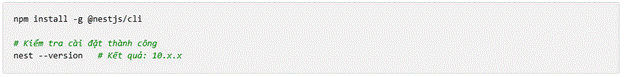 npm install -g @nestjs/cli
# Kiểm tra cài đặt thành công
nest --version # Kết quả: 10.x.x